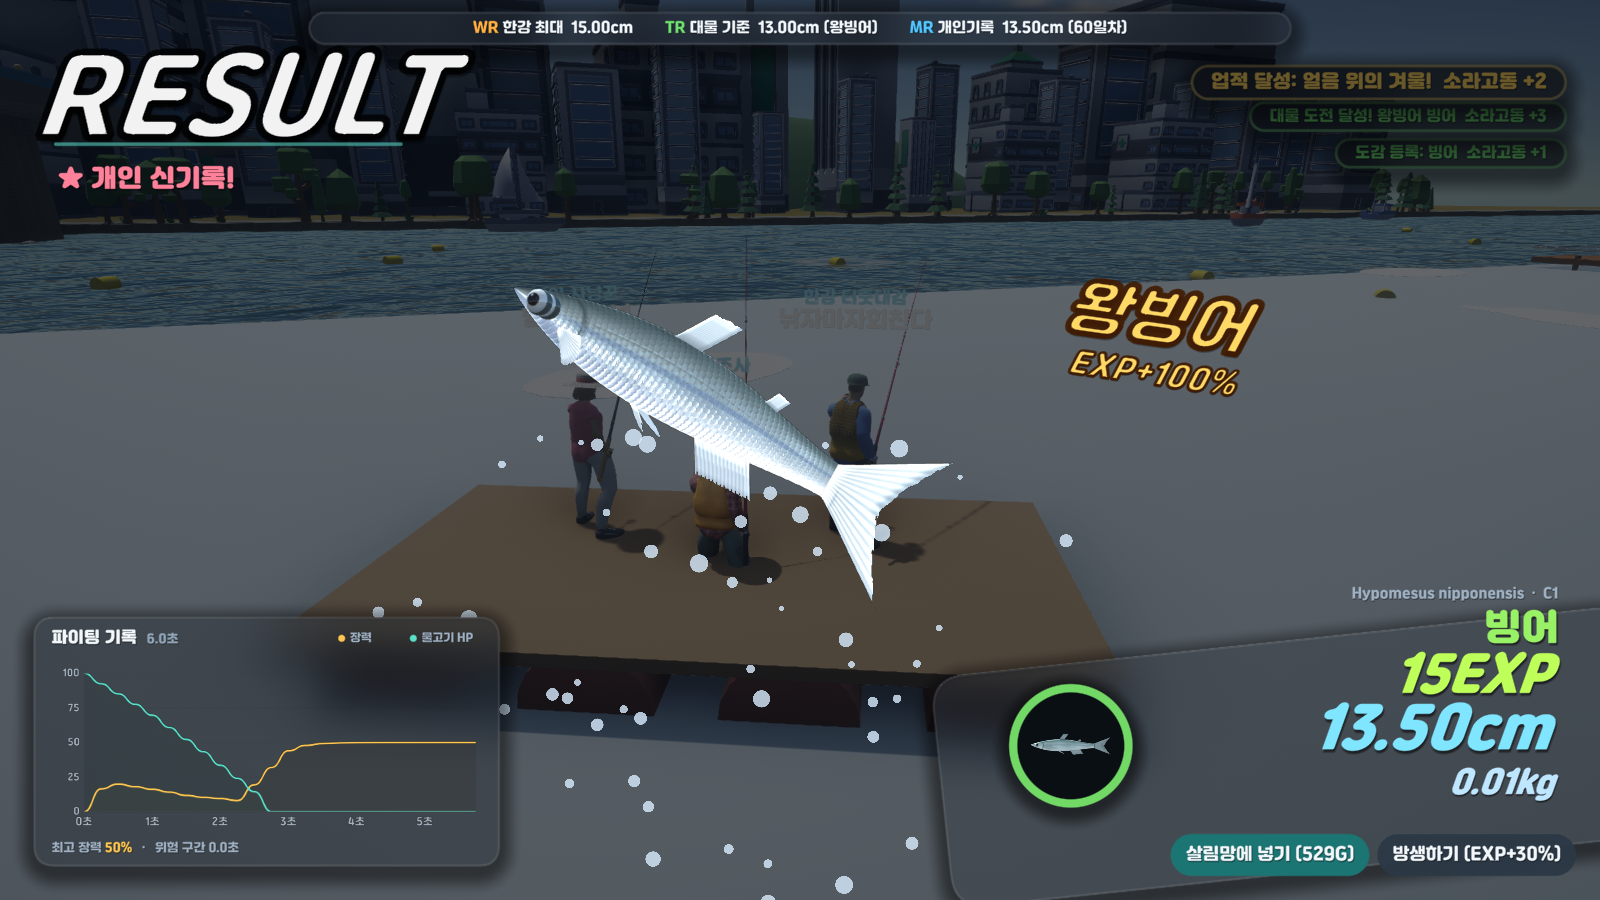 WR 한강 최대 15.00cm TR 대물 기준 13.00cm (왕빙어) MR 개인기록 13.50cm (60일차)
RESULT
★ 개인 신기록!
업적 달성: 얼음 위의 겨울! 소라고동 +2
대물 도전 달성! 왕빙어 빙어 소라고동 +3
도감 등록: 빙어 소라고동 +1
낚자마자외친다
왕빙어
EXP+100%
파이팅 기록 6.0초
장력 물고기 HP
100
75
50
25
0
0초 1초 2초 3초 4초 5초
최고 장력 50% · 위험 구간 0.0초
Hypomesus nipponensis · C1
빙어
15EXP
13.50cm
0.01kg
살림망에 넣기 (529G) 방생하기 (EXP+30%)